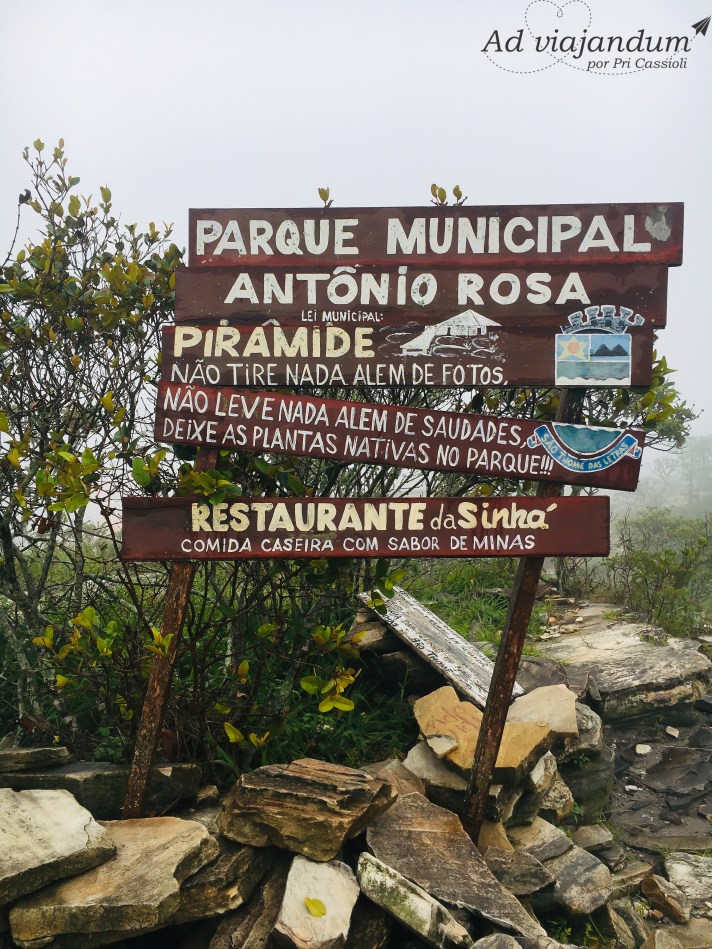 Ad viajandum
por Pri Cassioli
PARQUE MUNICIPAL
ANTÔNIO ROSA
LEI MUNICIPAL:
PIRÂMIDE
NÃO TIRE NADA ALEM DE FOTOS,
NÃO LEVE NADA ALEM DE SAUDADES,
DEIXE AS PLANTAS NATIVAS NO PARQUE!!!
SÃO THOMÉ DAS LETRAS
RESTAURANTE da Sinhá
COMIDA CASEIRA COM SABOR DE MINAS